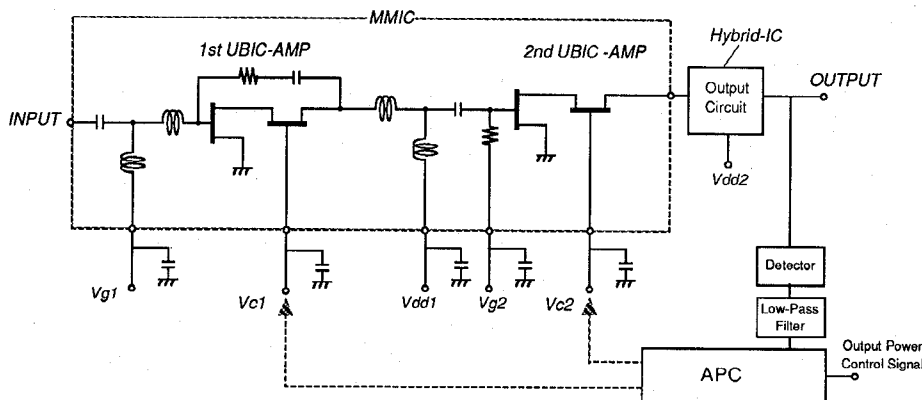 MMIC
Hybrid-IC
1st UBIC-AMP
2nd UBIC -AMP
Output
Circuit
OUTPUT
INPUT
Vdd2
Vg1
Vc1
Vdd1
Vg2
Vc2
Detector
Low-Pass
Filter
APC
Output Power
Control Signal